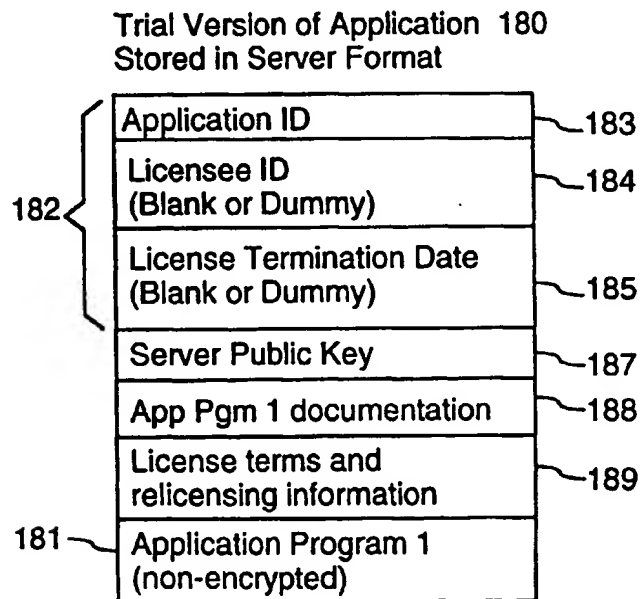 Trial Version of Application 180
Stored in Server Format
Application ID
183
Licensee ID
(Blank or Dummy)
184
182
License Termination Date
(Blank or Dummy)
185
Server Public Key
187
App Pgm 1 documentation
188
License terms and
relicensing information
189
181
Application Program 1
(non-encrypted)